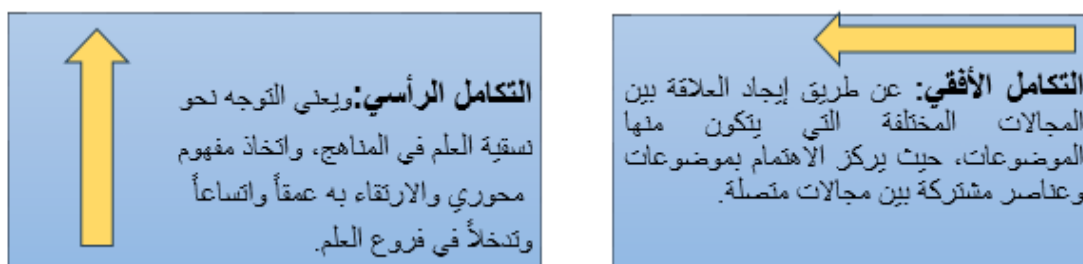 التكامل الأفقي: عن طريق إيجاد العلاقة بين
المجالات المختلفة التي يتكون منها
الموضوعات، حيث يركز الاهتمام بموضوعات
وعناصر مشتركة بين مجالات متصلة.
التكامل الرأسي:ويعني التوجه نحو
نسقية العلم في المناهج، واتخاذ مفهوم
محوري والارتقاء به عمقاً واتساعاً
وتدخلاً في فروع العلم.